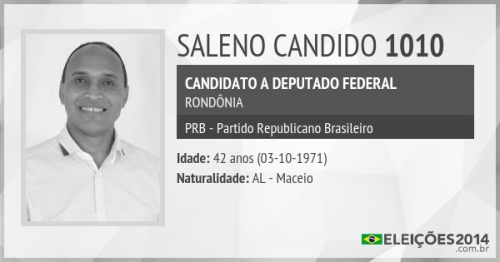 SALENO CANDIDO 1010
CANDIDATO A DEPUTADO FEDERAL
RONDÔNIA
PRB - Partido Republicano Brasileiro
Idade: 42 anos (03-10-1971)
Naturalidade: AL - Maceio
ELEIÇÕES2014
.com.br